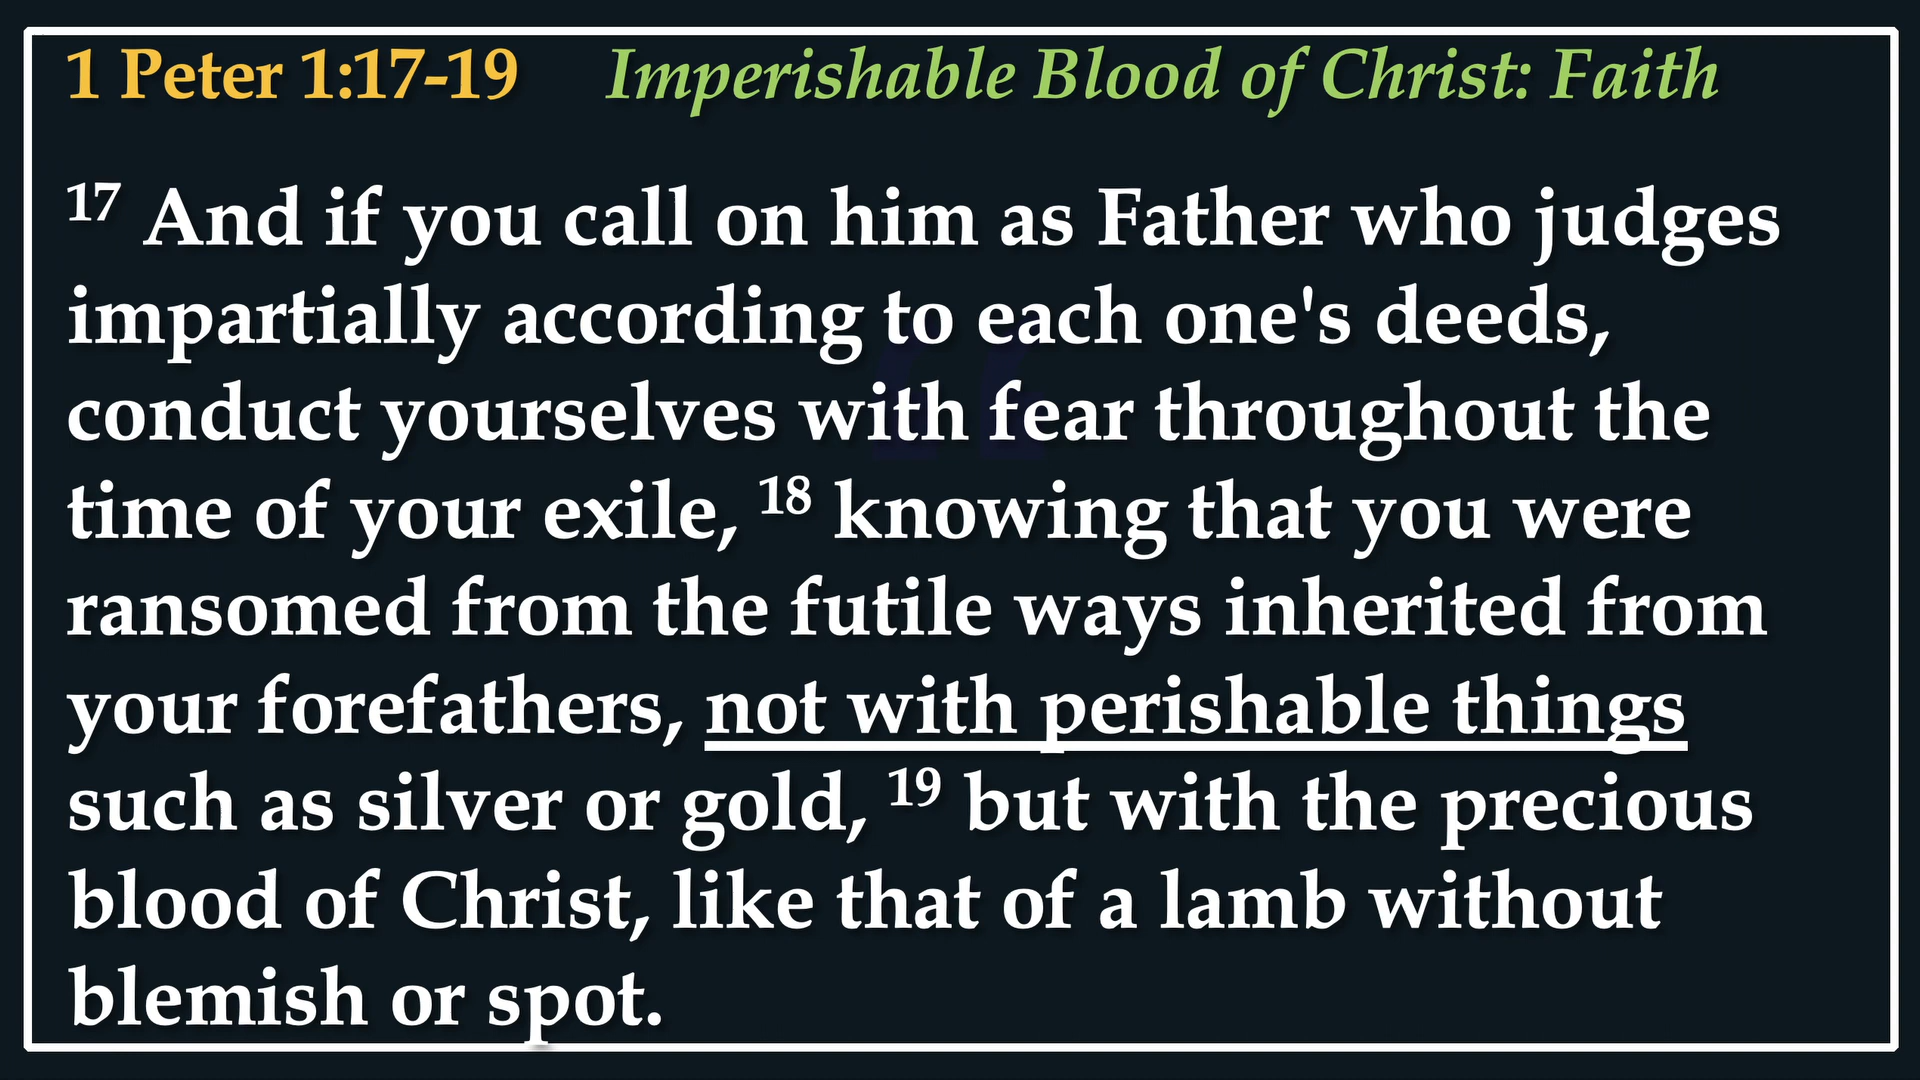 1 Peter 1:17-19 Imperishable Blood of Christ: Faith
17 And if you call on him as Father who judges
impartially according to each one's deeds,
conduct yourselves with fear throughout the
time of your exile, 18 knowing that you were
ransomed from the futile ways inherited from
your forefathers, not with perishable things
such as silver or gold, 19 but with the precious
blood of Christ, like that of a lamb without
blemish or spot.